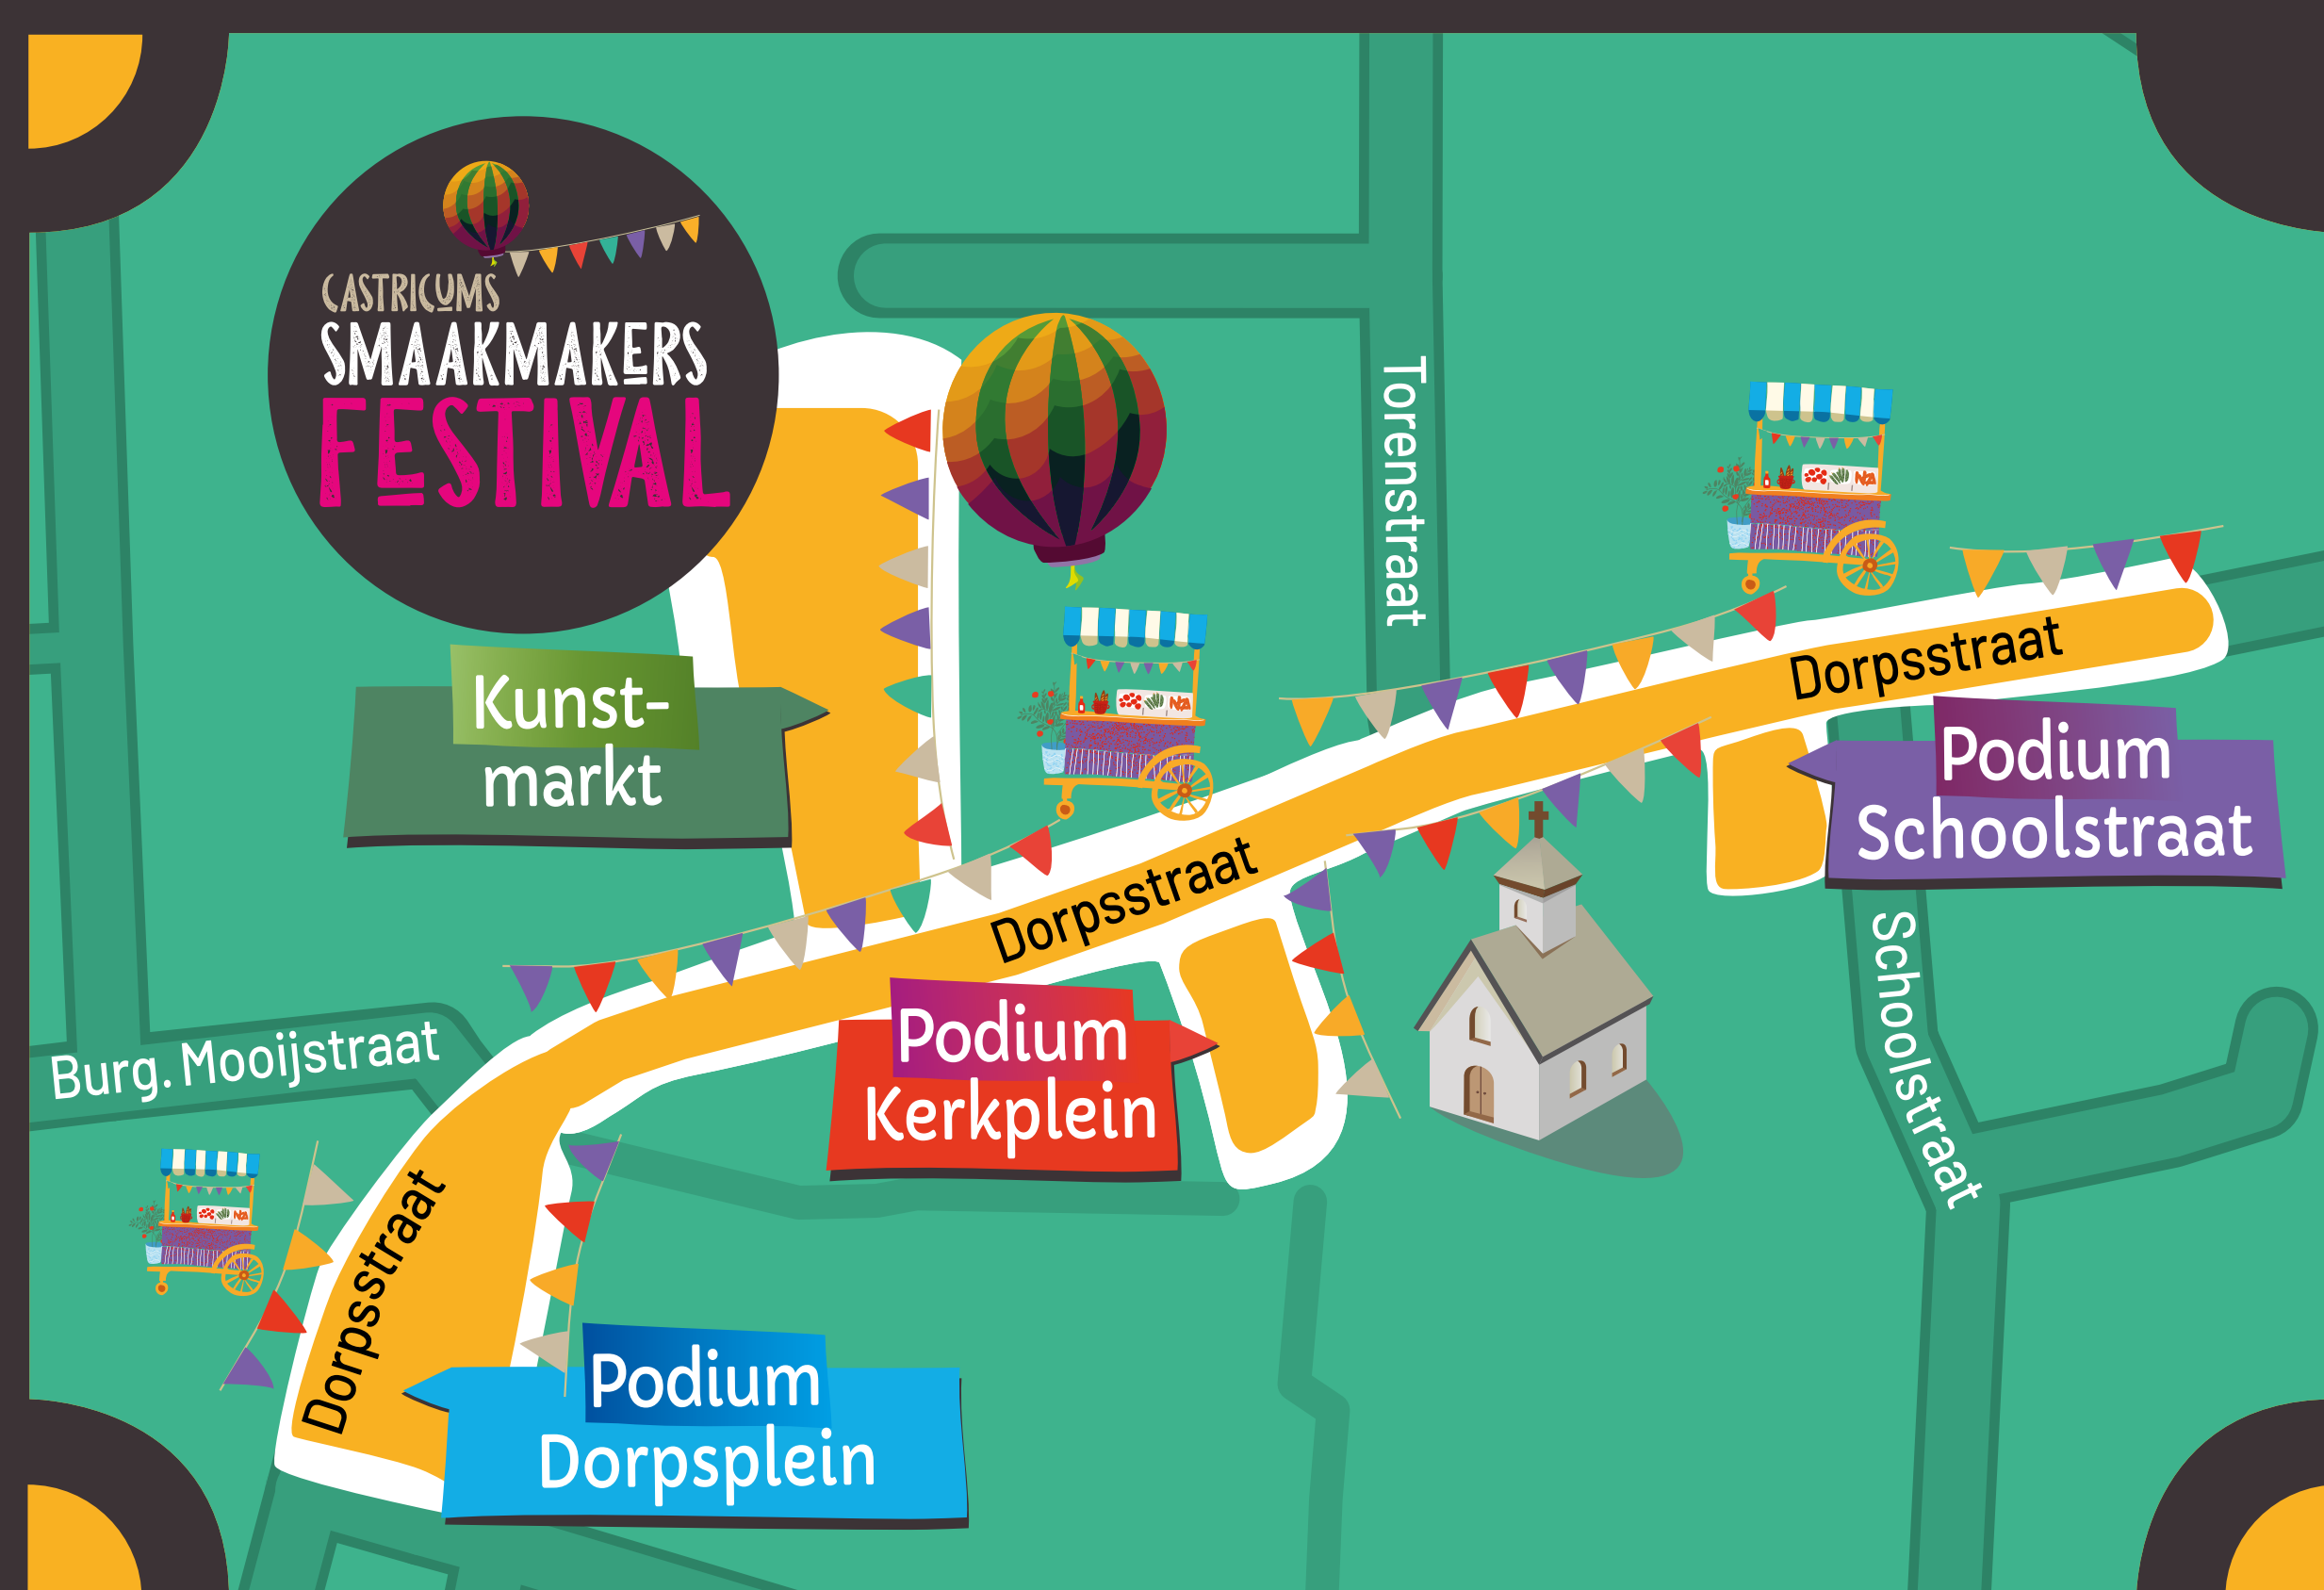 CASTRICUMS
SMAAKMAKERS
FESTIVAL
Torenstraat
Kunst-
markt
Dorpsstraat
Podium
Schoolstraat
Dorpsstraat
Schoolstraat
Podium
Kerkplein
Burg. Mooijstraat
Dorpsstraat
Podium
Dorpsplein